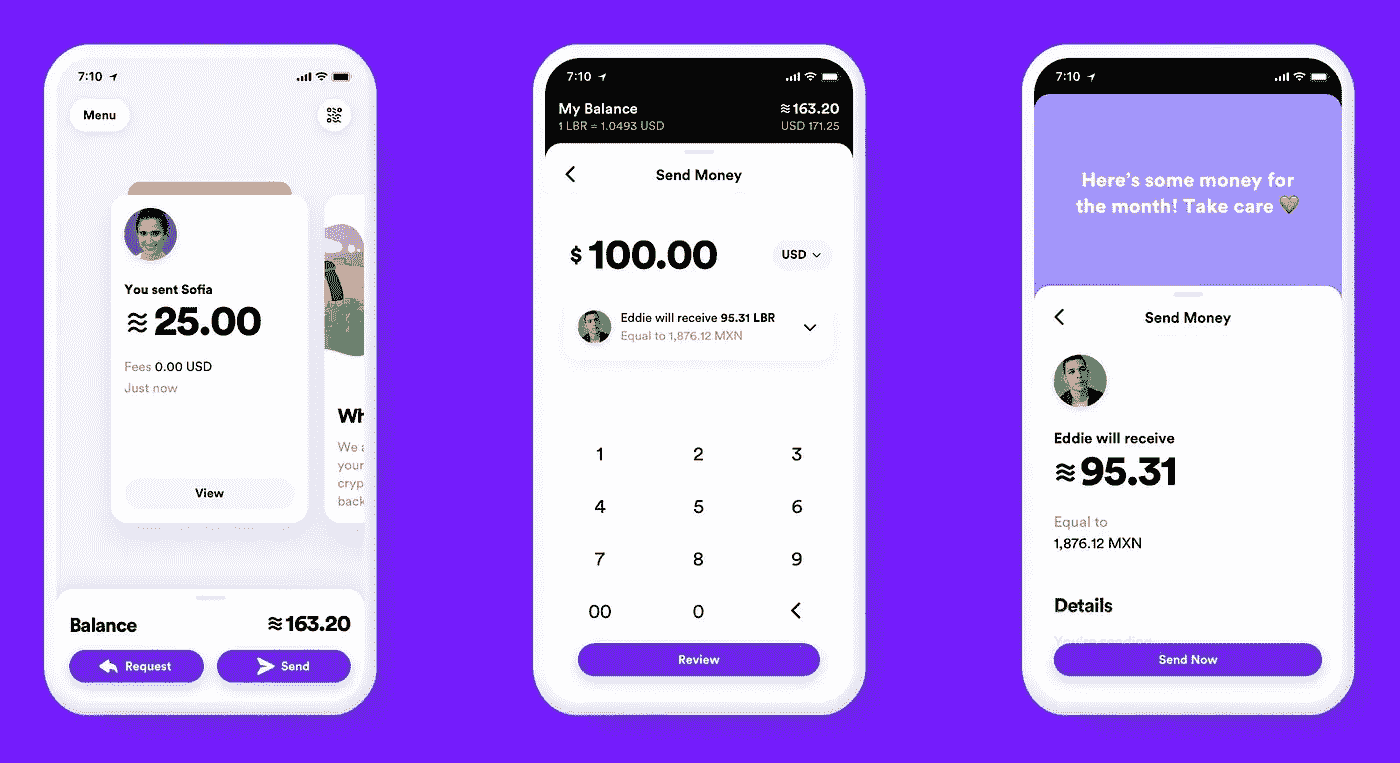 7:10
Menu
You sent Sofia
≈25.00
Fees 0.00 USD
Just now
View
Wh
We a
your
cryp
back
Balance
≈163.20
Request
Send
7:10
My Balance
≈163.20
1 LBR = 1.0493 USD
USD 171.25
Send Money
$100.00
USD
Eddie will receive 95.31 LBR
Equal to 1,876.12 MXN
1 2 3
4 5 6
7 8 9
00 0
Review
7:10
Here’s some money for
the month! Take care 💜
Send Money
Eddie will receive
≈95.31
Equal to
1,876.12 MXN
Details
You're sending
Send Now